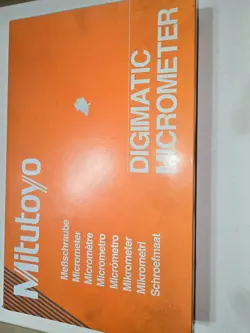 Mitutoyo
DIGIMATIC
MICROMETER
Meßschraube
Micrometer
Micromètre
Micrometro
Micrómetro
Mikrometer
Mikrometri
Schroefmaat